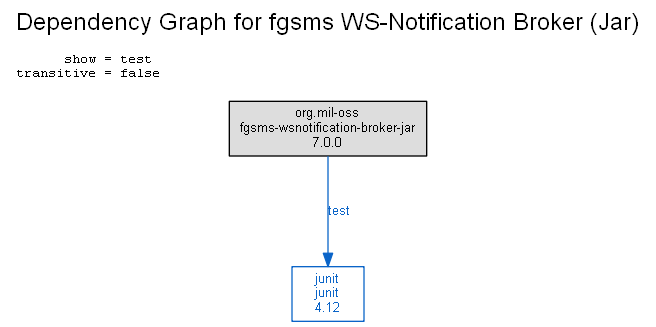 Dependency Graph for fgsms WS-Notification Broker (Jar)
show = test
transitive = false
org.mil-oss
fgsms-wsnotification-broker-jar
7.0.0
test
junit
junit
4.12